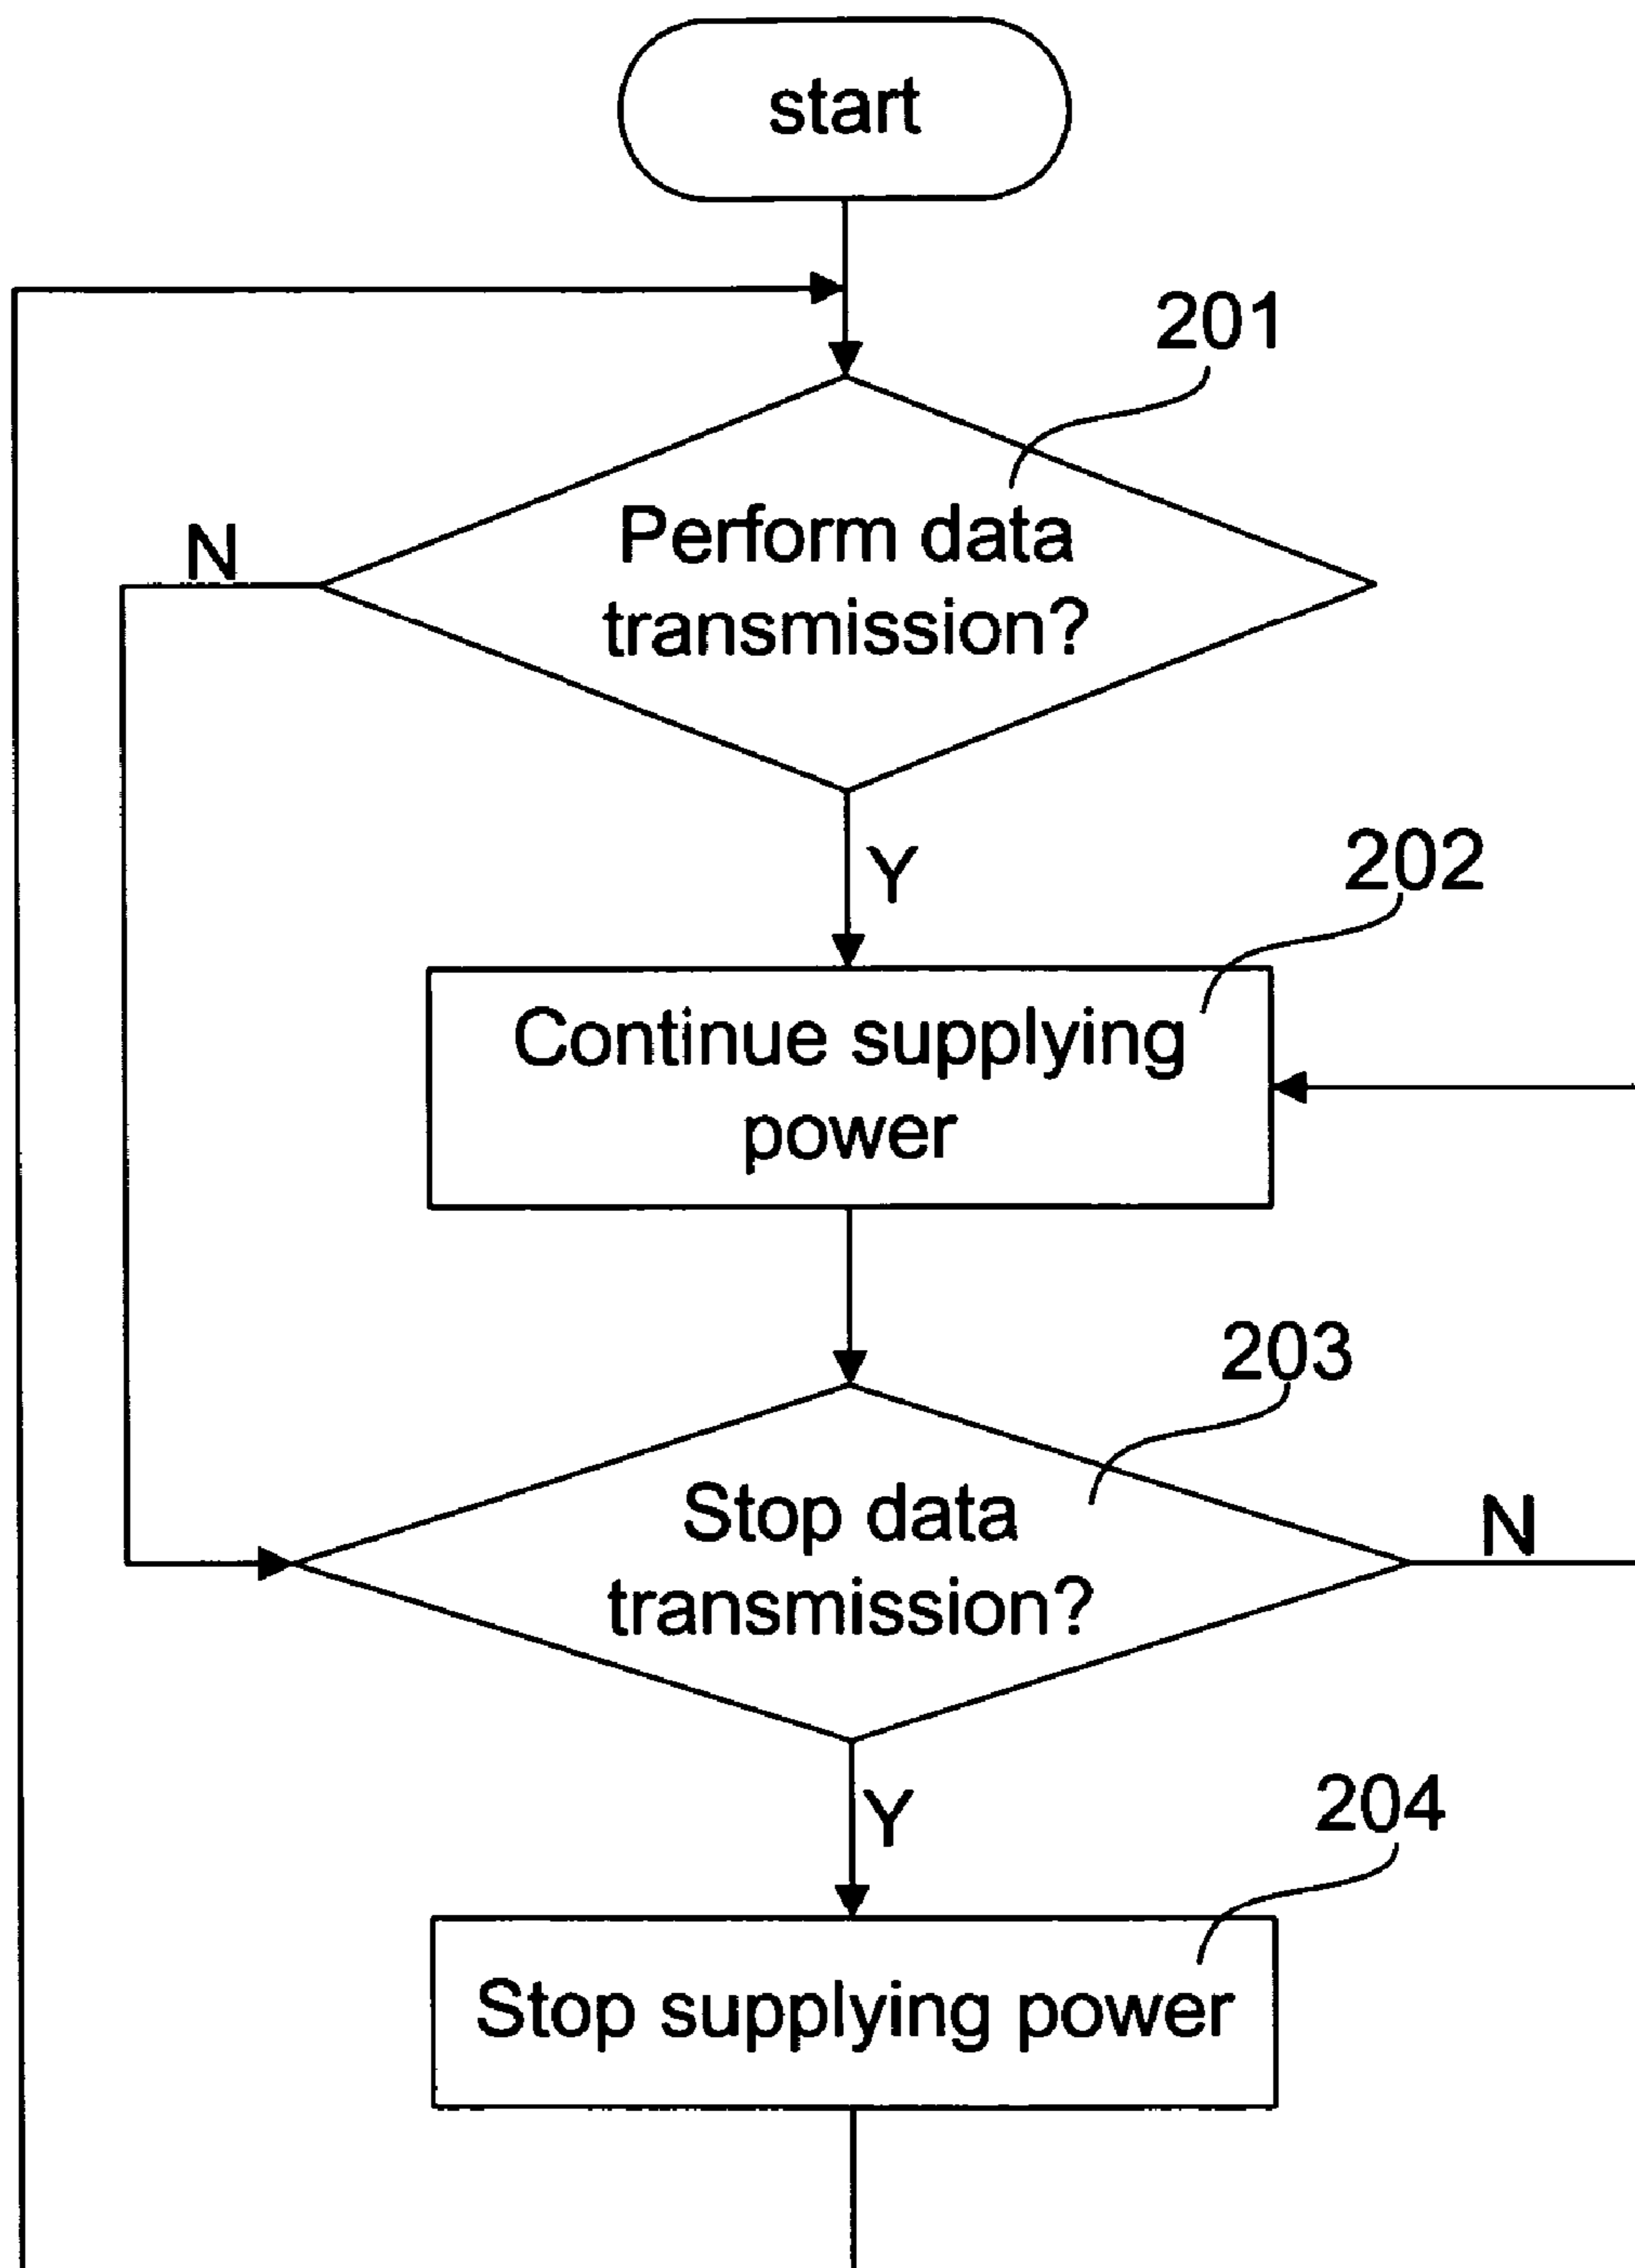 start
201
Perform data
transmission?
N
Y
202
Continue supplying
power
203
Stop data
transmission?
N
Y
204
Stop supplying power